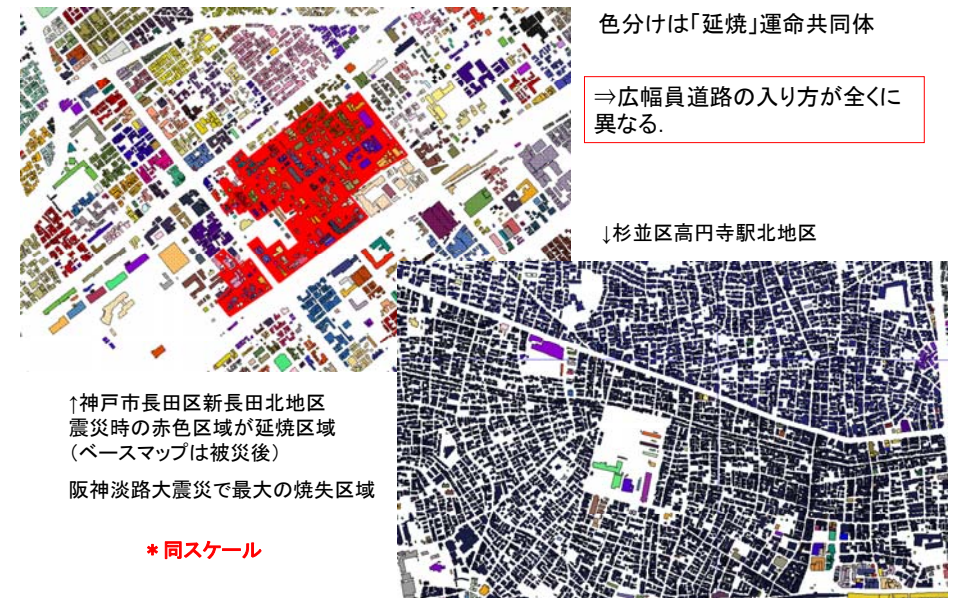 色分けは「延焼」運命共同体
⇒広幅員道路の入り方が全くに
異なる.
↓杉並区高円寺駅北地区
↑神戸市長田区新長田北地区
震災時の赤色区域が延焼区域
（ベースマップは被災後）
阪神淡路大震災で最大の焼失区域
＊同スケール